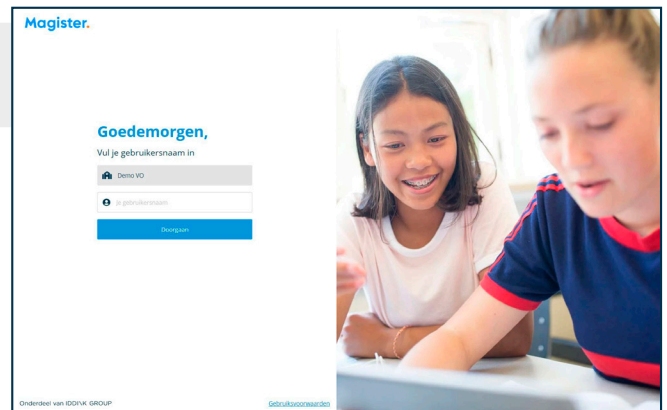 Magister.
Goedemorgen,
Vul je gebruikersnaam in
Demo VO
Je gebruikersnaam
Doorgaan
Onderdeel van IDDINK GROUP
Gebruiksvoorwaarden